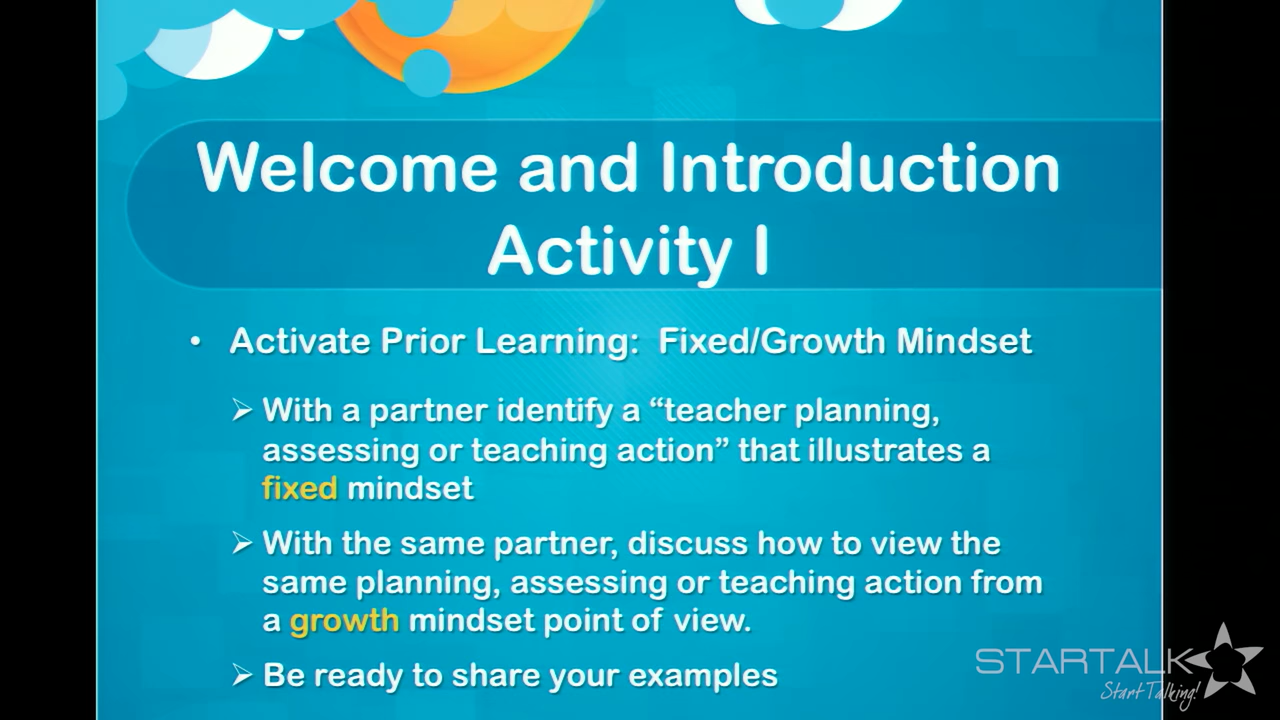 Welcome and Introduction
Activity I
• Activate Prior Learning:  Fixed/Growth Mindset
➢ With a partner identify a “teacher planning,
assessing or teaching action” that illustrates a
fixed mindset
➢ With the same partner, discuss how to view the
same planning, assessing or teaching action from
a growth mindset point of view.
➢ Be ready to share your examples
STARTALK
Start Talking!